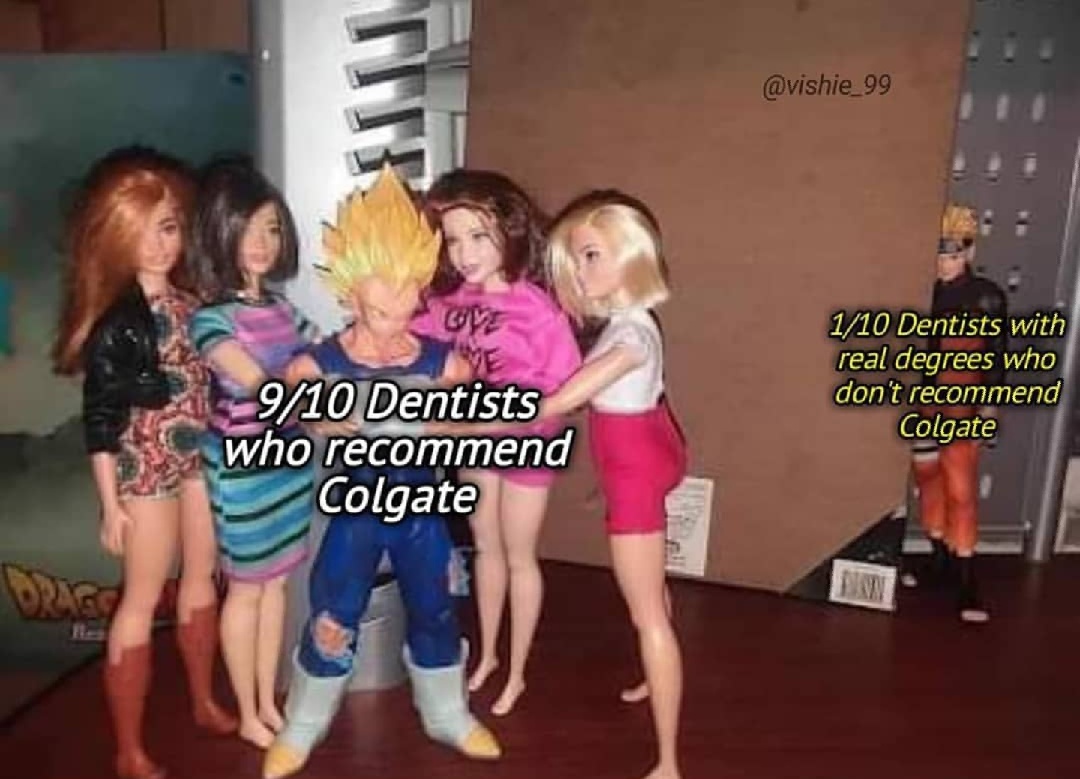 @vishie_99
9/10 Dentists
who recommend
Colgate
1/10 Dentists with
real degrees who
don't recommend
Colgate